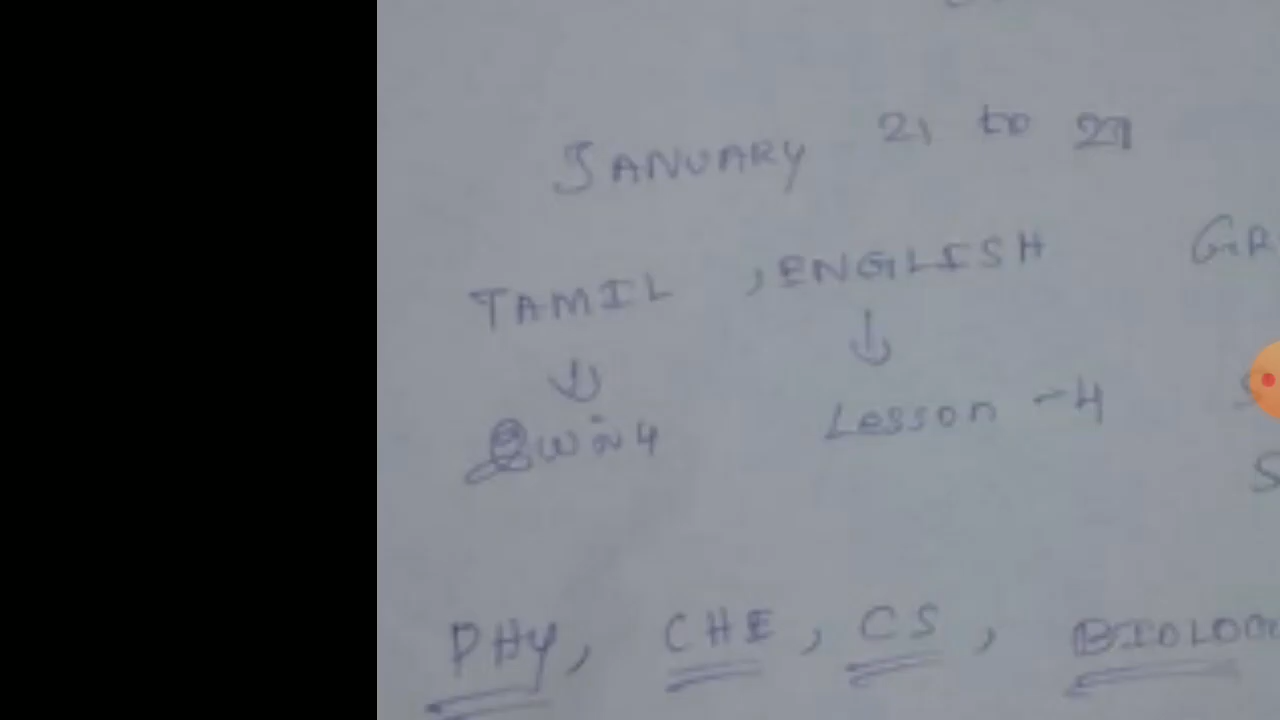 JANUARY 21 to 27
TAMIL , ENGLISH
↓ ↓
இயல் 4 Lesson - 4
PHY, CHE, CS,